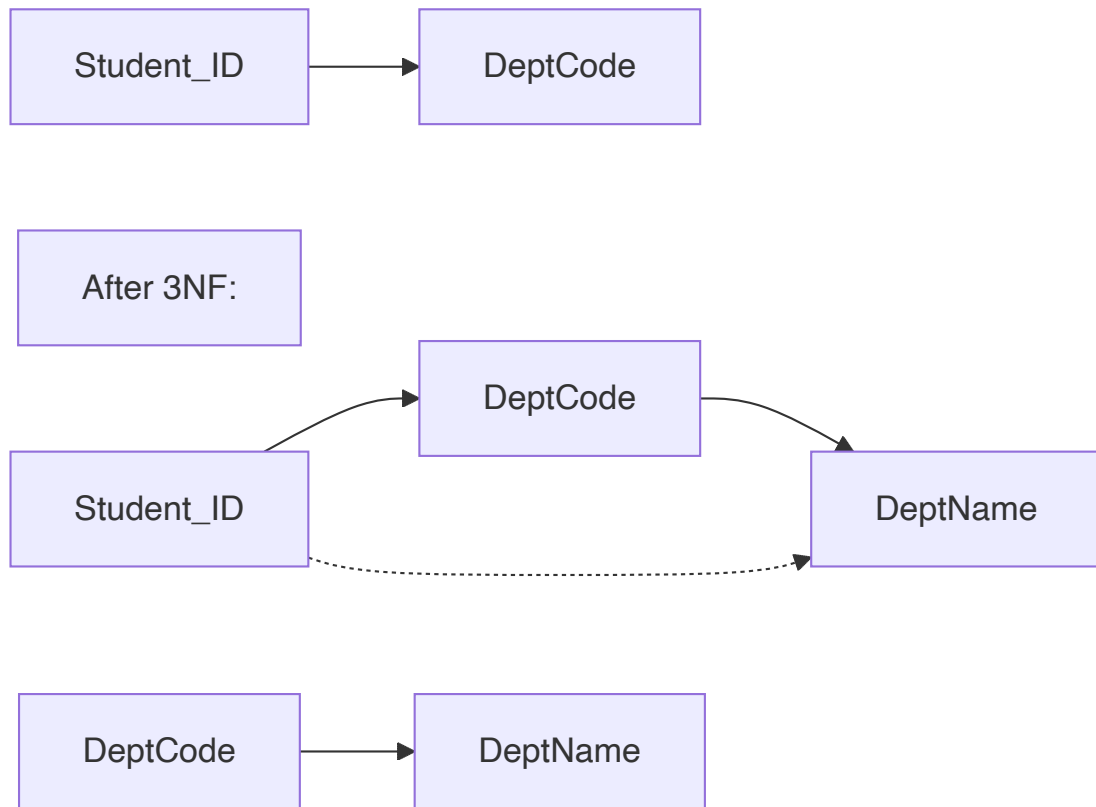 Student_ID
DeptCode
After 3NF:
DeptCode
Student_ID
DeptName
DeptCode
DeptName